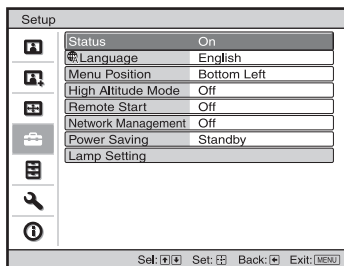 Setup
Status On
Language English
Menu Position Bottom Left
High Altitude Mode Off
Remote Start Off
Network Management Off
Power Saving Standby
Lamp Setting
Sel: Set: Back: Exit: MENU